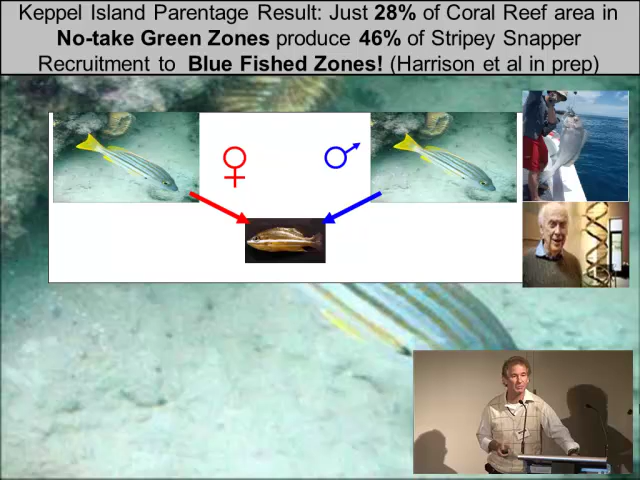 Keppel Island Parentage Result: Just 28% of Coral Reef area in
No-take Green Zones produce 46% of Stripey Snapper
Recruitment to Blue Fished Zones! (Harrison et al in prep)